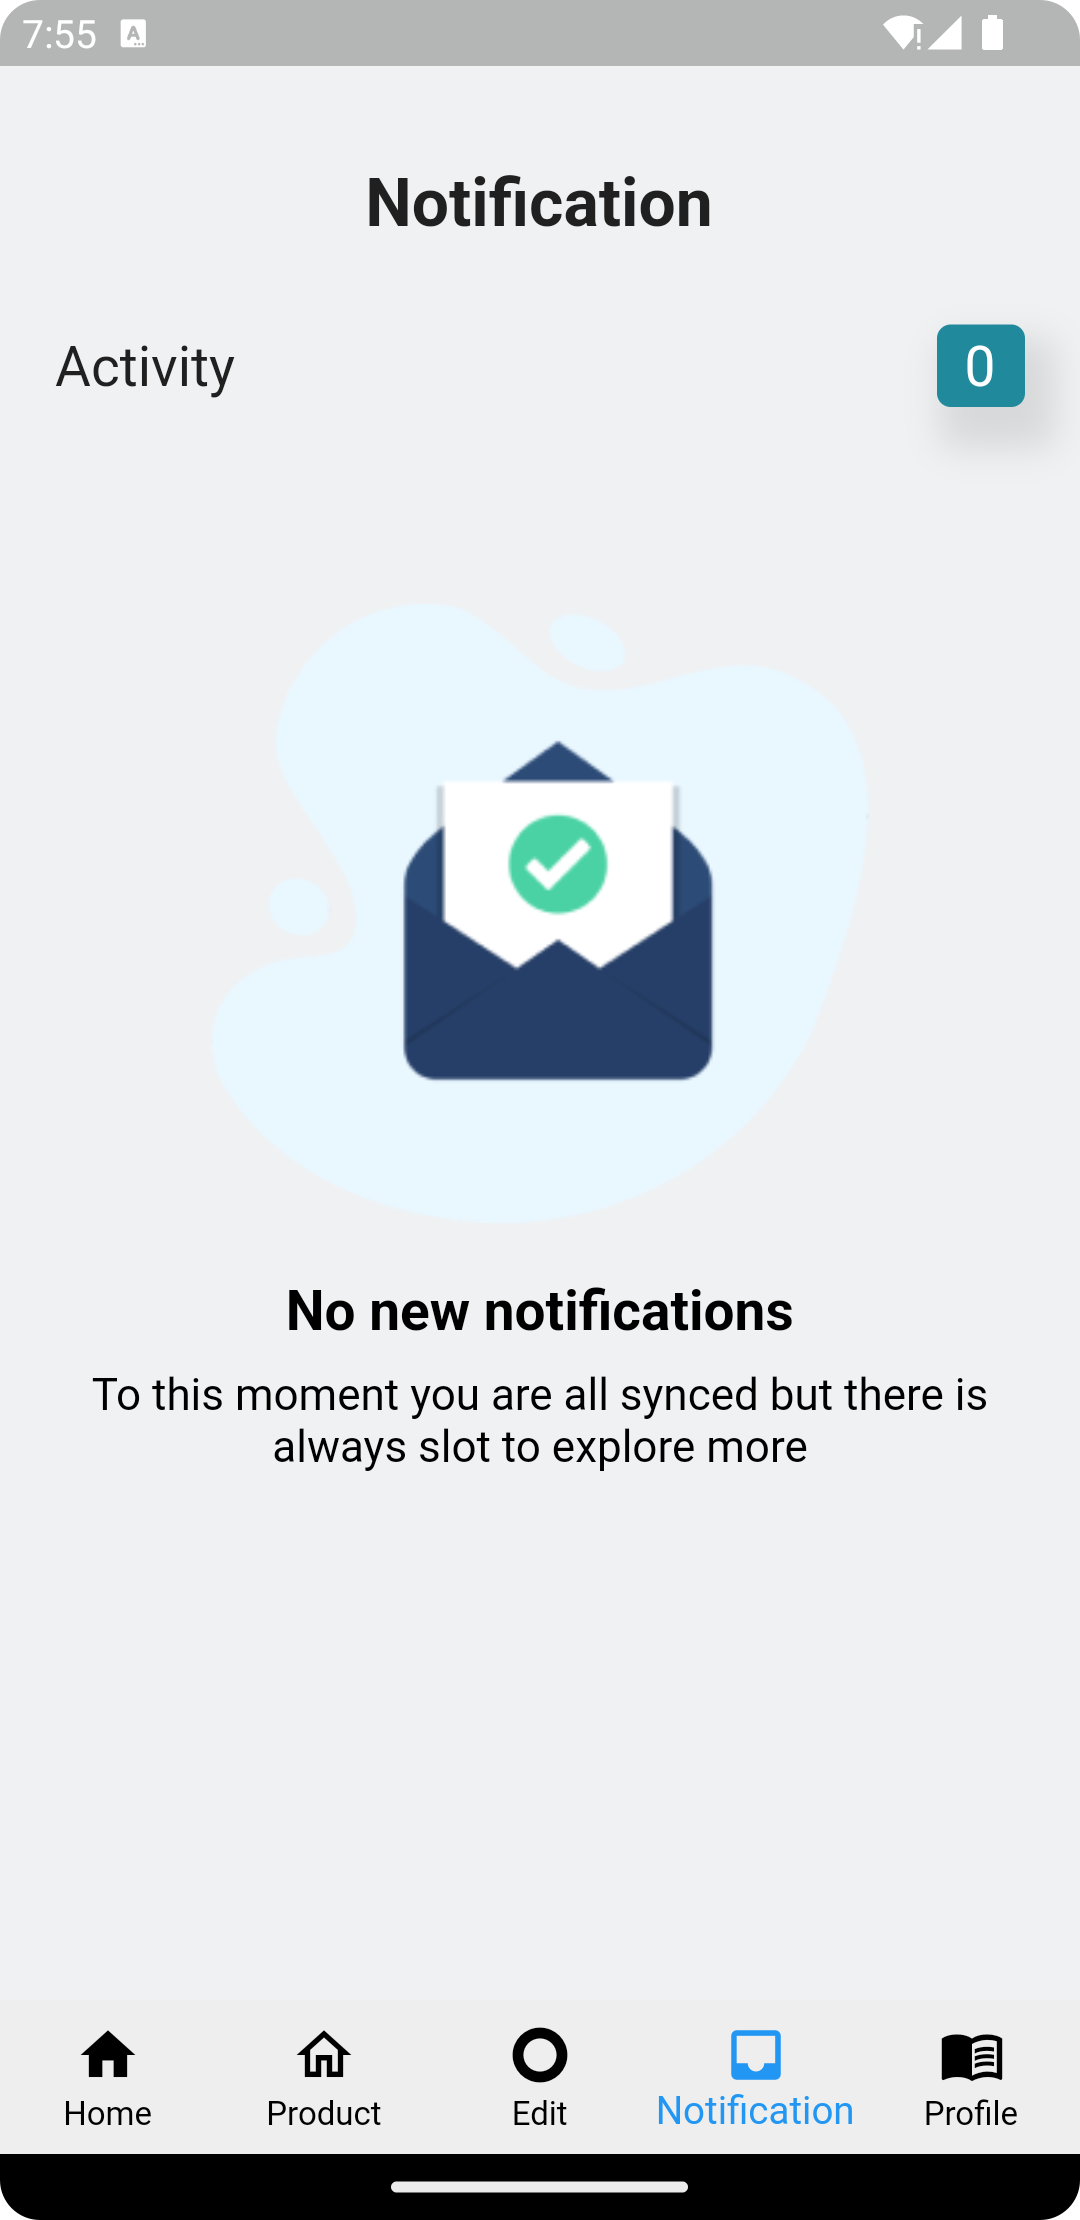 7:55
Notification
Activity
0
No new notifications
To this moment you are all synced but there is
always slot to explore more
Home
Product
Edit
Notification
Profile